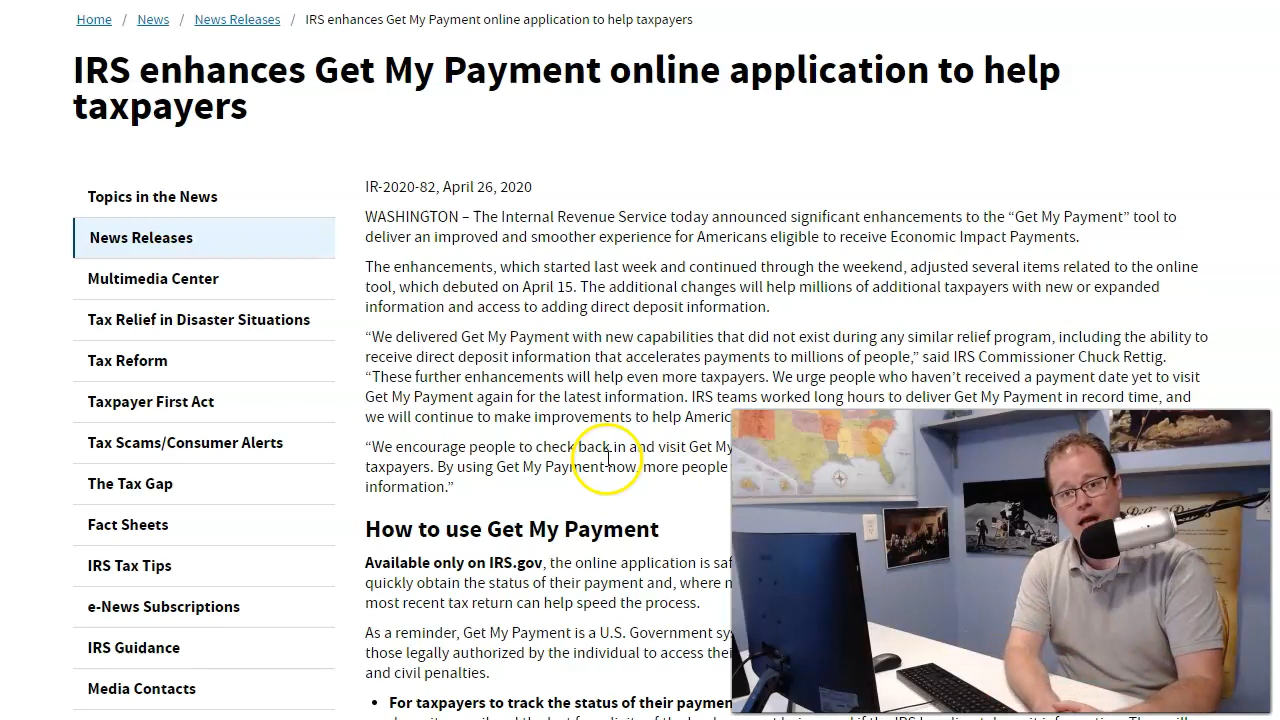 Home / News / News Releases / IRS enhances Get My Payment online application to help taxpayers
IRS enhances Get My Payment online application to help
taxpayers
Topics in the News
News Releases
Multimedia Center
Tax Relief in Disaster Situations
Tax Reform
Taxpayer First Act
Tax Scams/Consumer Alerts
The Tax Gap
Fact Sheets
IRS Tax Tips
e-News Subscriptions
IRS Guidance
Media Contacts
IR-2020-82, April 26, 2020
WASHINGTON – The Internal Revenue Service today announced significant enhancements to the “Get My Payment” tool to
deliver an improved and smoother experience for Americans eligible to receive Economic Impact Payments.
The enhancements, which started last week and continued through the weekend, adjusted several items related to the online
tool, which debuted on April 15. The additional changes will help millions of additional taxpayers with new or expanded
information and access to adding direct deposit information.
“We delivered Get My Payment with new capabilities that did not exist during any similar relief program, including the ability to
receive direct deposit information that accelerates payments to millions of people,” said IRS Commissioner Chuck Rettig.
“These further enhancements will help even more taxpayers. We urge people who haven’t received a payment date yet to visit
Get My Payment again for the latest information. IRS teams worked long hours to deliver Get My Payment in record time, and
we will continue to make improvements to help
“We encourage people to check back in and visit Get
taxpayers. By using Get My Payment now more people
information.”
How to use Get My Payment
Available only on IRS.gov, the online application is
quickly obtain the status of their payment and, where
most recent tax return can help speed the process.
As a reminder, Get My Payment is a U.S. Government
those legally authorized by the individual to access
and civil penalties.
• For taxpayers to track the status of their